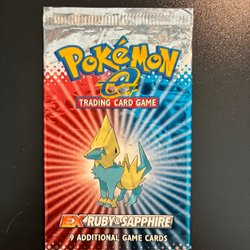 POKéMON
e
TRADING CARD GAME
EX RUBY & SAPPHIRE
9 ADDITIONAL GAME CARDS